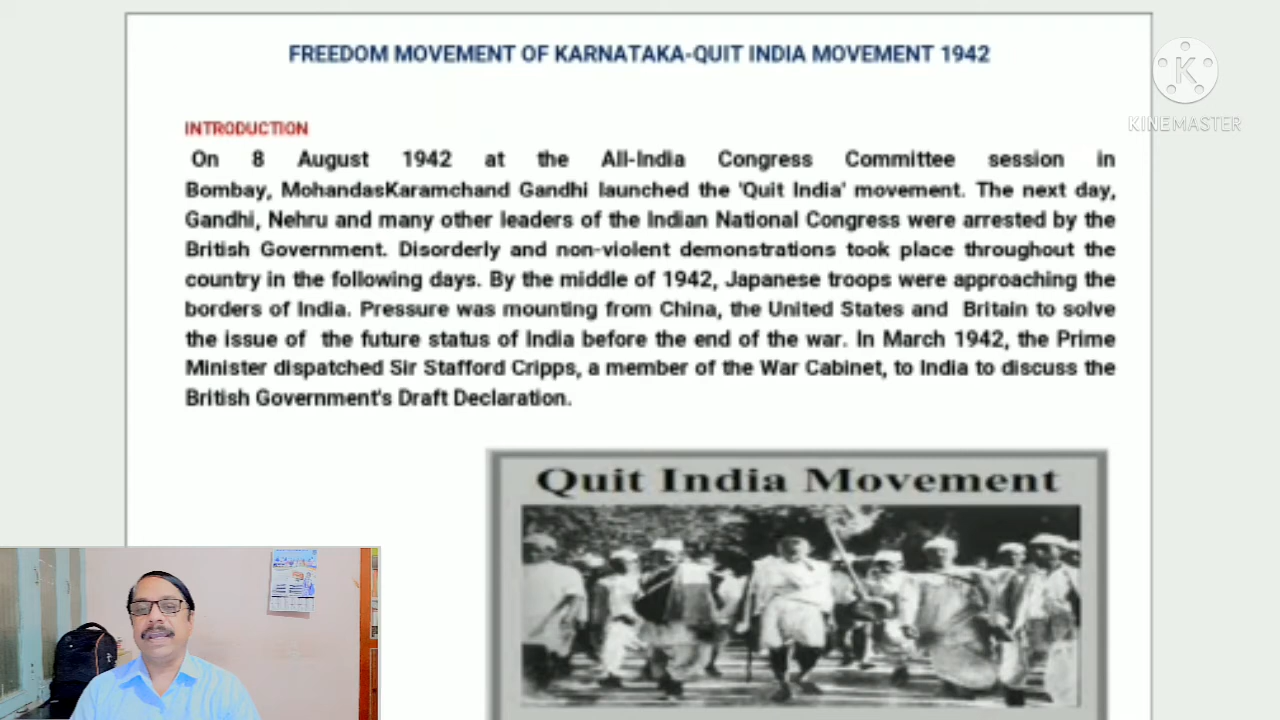 FREEDOM MOVEMENT OF KARNATAKA-QUIT INDIA MOVEMENT 1942
K
KINEMASTER
INTRODUCTION
On 8 August 1942 at the All-India Congress Committee session in
Bombay, MohandasKaramchand Gandhi launched the 'Quit India' movement. The next day,
Gandhi, Nehru and many other leaders of the Indian National Congress were arrested by the
British Government. Disorderly and non-violent demonstrations took place throughout the
country in the following days. By the middle of 1942, Japanese troops were approaching the
borders of India. Pressure was mounting from China, the United States and Britain to solve
the issue of the future status of India before the end of the war. In March 1942, the Prime
Minister dispatched Sir Stafford Cripps, a member of the War Cabinet, to India to discuss the
British Government's Draft Declaration.
Quit India Movement